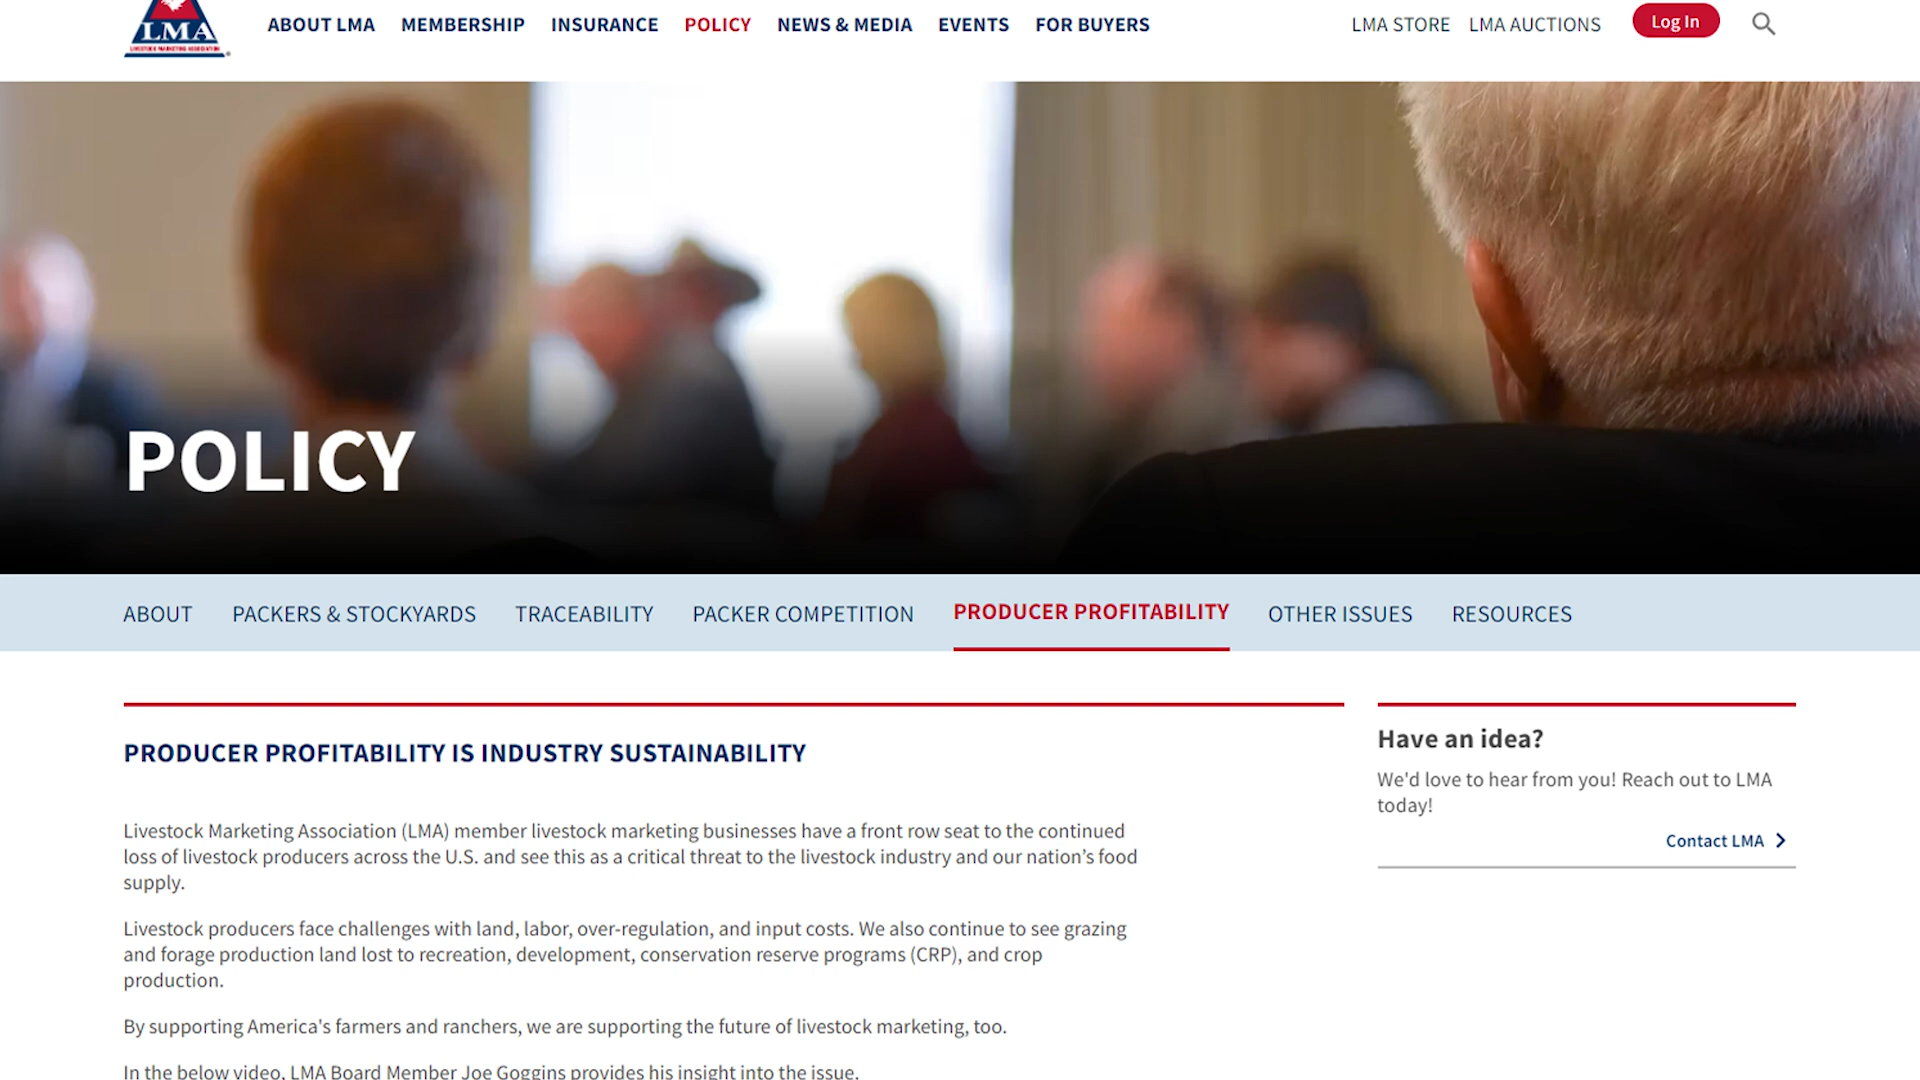 LMA
LIVESTOCK MARKETING ASSOCIATION
ABOUT LMA MEMBERSHIP INSURANCE POLICY NEWS & MEDIA EVENTS FOR BUYERS
LMA STORE LMA AUCTIONS Log In
POLICY
ABOUT PACKERS & STOCKYARDS TRACEABILITY PACKER COMPETITION PRODUCER PROFITABILITY OTHER ISSUES RESOURCES
PRODUCER PROFITABILITY IS INDUSTRY SUSTAINABILITY
Livestock Marketing Association (LMA) member livestock marketing businesses have a front row seat to the continued
loss of livestock producers across the U.S. and see this as a critical threat to the livestock industry and our nation’s food
supply.
Livestock producers face challenges with land, labor, over-regulation, and input costs. We also continue to see grazing
and forage production land lost to recreation, development, conservation reserve programs (CRP), and crop
production.
By supporting America's farmers and ranchers, we are supporting the future of livestock marketing, too.
In the below video, LMA Board Member Joe Goggins provides his insight into the issue.
Have an idea?
We'd love to hear from you! Reach out to LMA
today!
Contact LMA